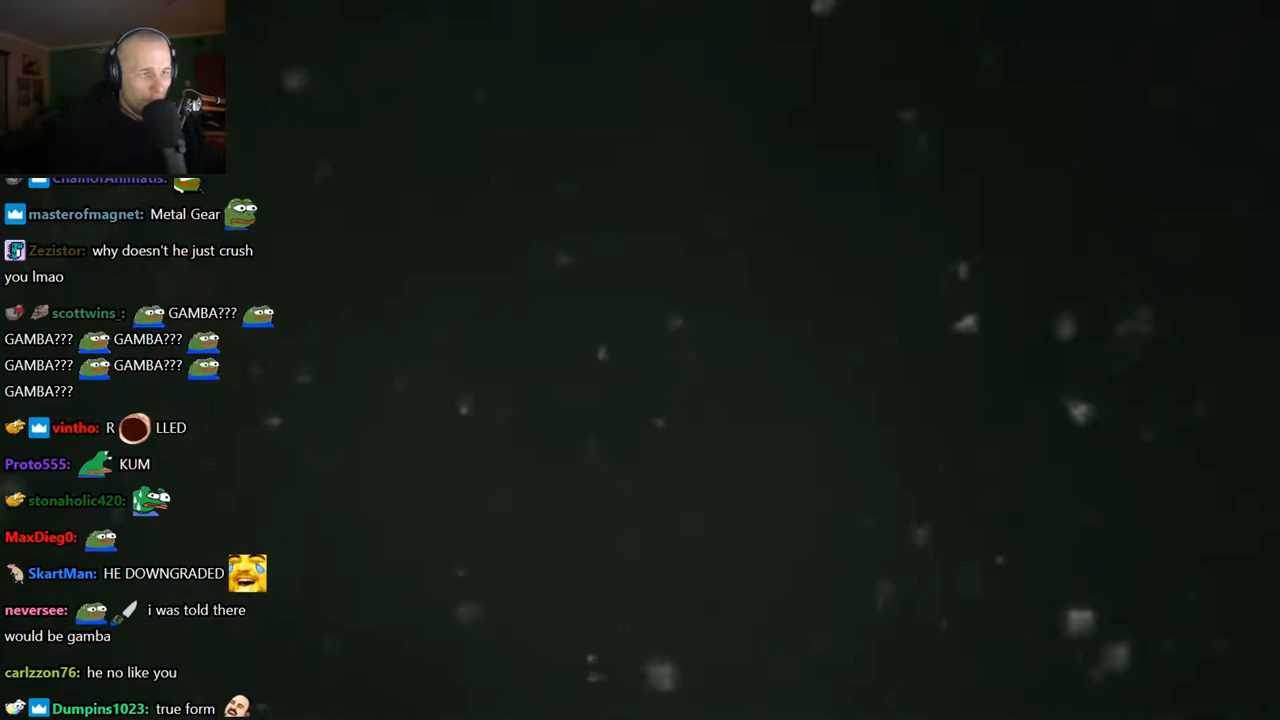 ChainofAnimatis:
masterofmagnet: Metal Gear
Zezistor: why doesn't he just crush
you lmao
scottwins_: GAMBA???
GAMBA??? GAMBA???
GAMBA??? GAMBA???
GAMBA???
vintho: R LLED
Proto555: KUM
stonaholic420:
MaxDieg0:
SkartMan: HE DOWNGRADED
neversee: i was told there
would be gamba
carlzzon76: he no like you
Dumpins1023: true form